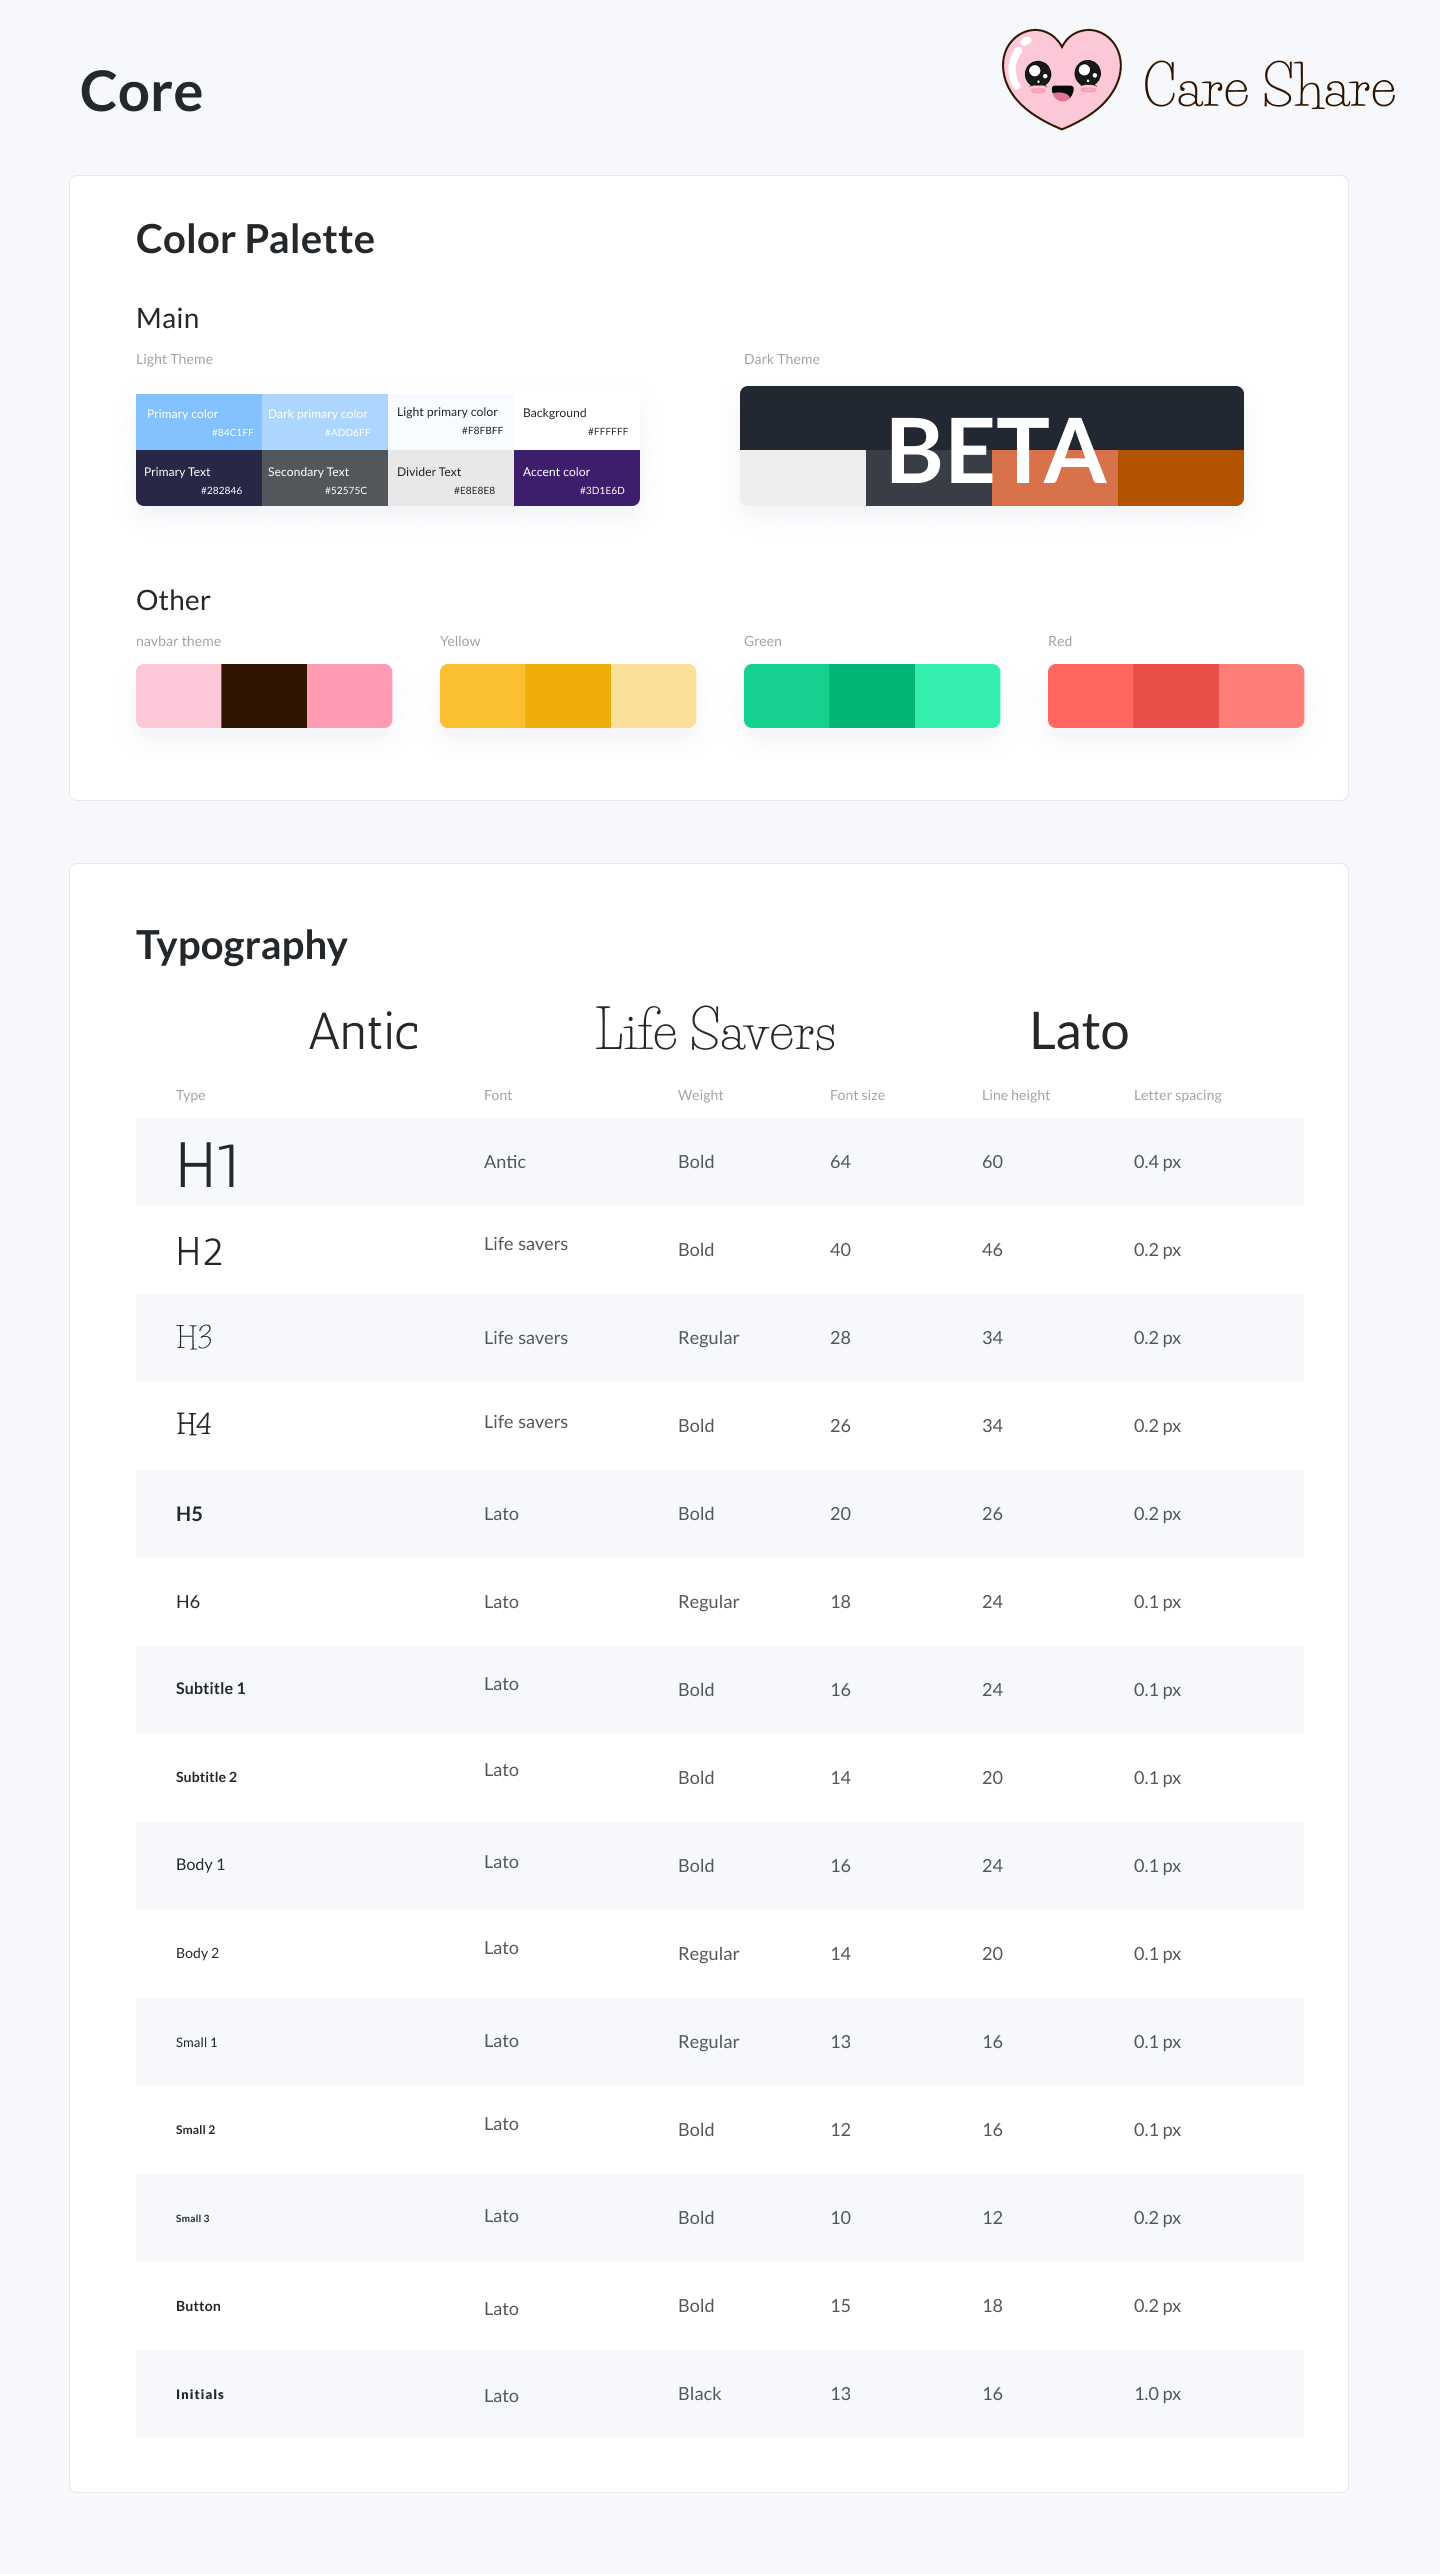 Core
Care Share
Color Palette
Main
Light Theme
Dark Theme
Primary color
#84C1FF
Dark primary color
#ADD6FF
Light primary color
#F8FBFF
Background
#FFFFFF
Primary Text
#282846
Secondary Text
#52575C
Divider Text
#E8E8E8
Accent color
#3D1E6D
BETA
Other
navbar theme
Yellow
Green
Red
Typography
Antic Life Savers Lato
Type Font Weight Font size Line height Letter spacing
H1 Antic Bold 64 60 0.4 px
H2 Life savers Bold 40 46 0.2 px
H3 Life savers Regular 28 34 0.2 px
H4 Life savers Bold 26 34 0.2 px
H5 Lato Bold 20 26 0.2 px
H6 Lato Regular 18 24 0.1 px
Subtitle 1 Lato Bold 16 24 0.1 px
Subtitle 2 Lato Bold 14 20 0.1 px
Body 1 Lato Bold 16 24 0.1 px
Body 2 Lato Regular 14 20 0.1 px
Small 1 Lato Regular 13 16 0.1 px
Small 2 Lato Bold 12 16 0.1 px
Small 3 Lato Bold 10 12 0.2 px
Button Lato Bold 15 18 0.2 px
Initials Lato Black 13 16 1.0 px